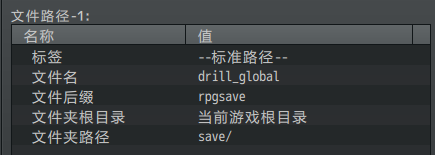 文件路径-1:
名称 值
标签 --标准路径--
文件名 drill_global
文件后缀 rpgsave
文件夹根目录 当前游戏根目录
文件夹路径 save/